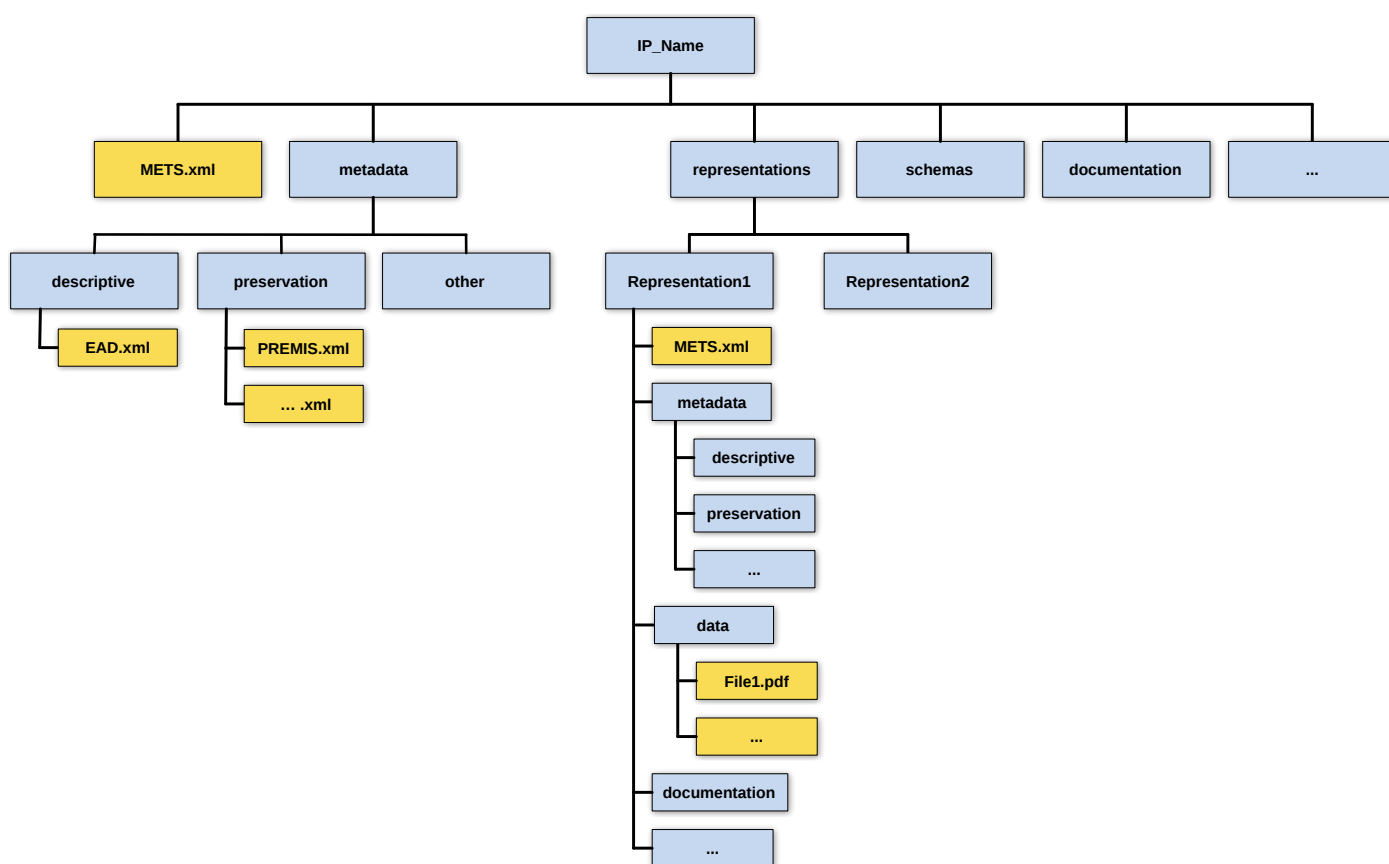 IP_Name
METS.xml
metadata
representations
schemas
documentation
...
descriptive
preservation
other
Representation1
Representation2
EAD.xml
PREMIS.xml
... .xml
METS.xml
metadata
descriptive
preservation
...
data
File1.pdf
...
documentation
...